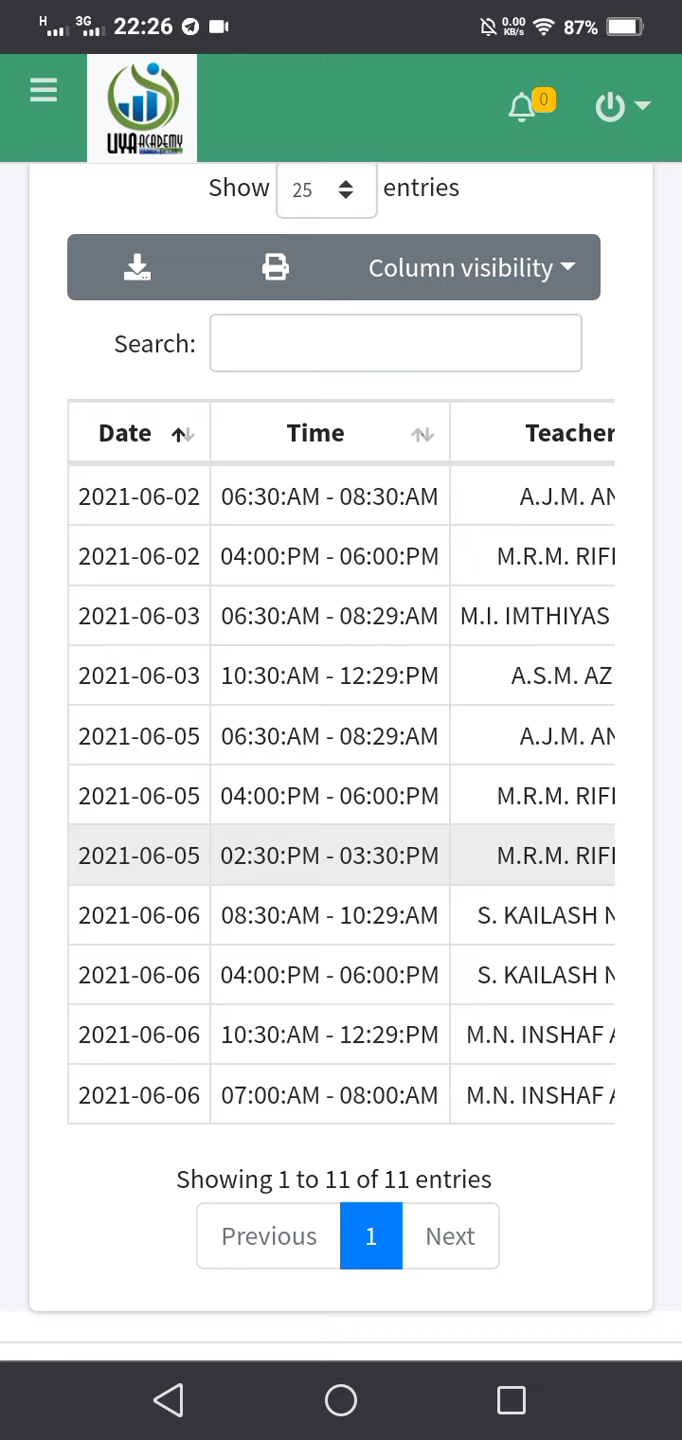 H 3G 22:26 0.00 KB/s 87%
UYA ACADEMY
0
Show 25 entries
Column visibility
Search:
Date Time Teacher
2021-06-02 06:30:AM - 08:30:AM A.J.M. AN
2021-06-02 04:00:PM - 06:00:PM M.R.M. RIFI
2021-06-03 06:30:AM - 08:29:AM M.I. IMTHIYAS
2021-06-03 10:30:AM - 12:29:PM A.S.M. AZ
2021-06-05 06:30:AM - 08:29:AM A.J.M. AN
2021-06-05 04:00:PM - 06:00:PM M.R.M. RIFI
2021-06-05 02:30:PM - 03:30:PM M.R.M. RIFI
2021-06-06 08:30:AM - 10:29:AM S. KAILASH N
2021-06-06 04:00:PM - 06:00:PM S. KAILASH N
2021-06-06 10:30:AM - 12:29:PM M.N. INSHAF A
2021-06-06 07:00:AM - 08:00:AM M.N. INSHAF A
Showing 1 to 11 of 11 entries
Previous 1 Next